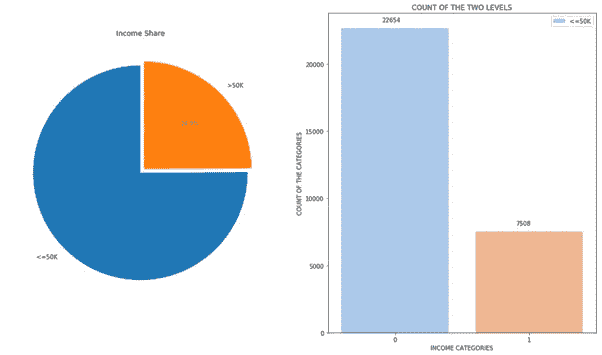 Income Share
>50K
<=50K
COUNT OF THE TWO LEVELS
<=50K
22654
7508
20000
15000
10000
5000
0
COUNT OF THE CATEGORIES
0
1
INCOME CATEGORIES